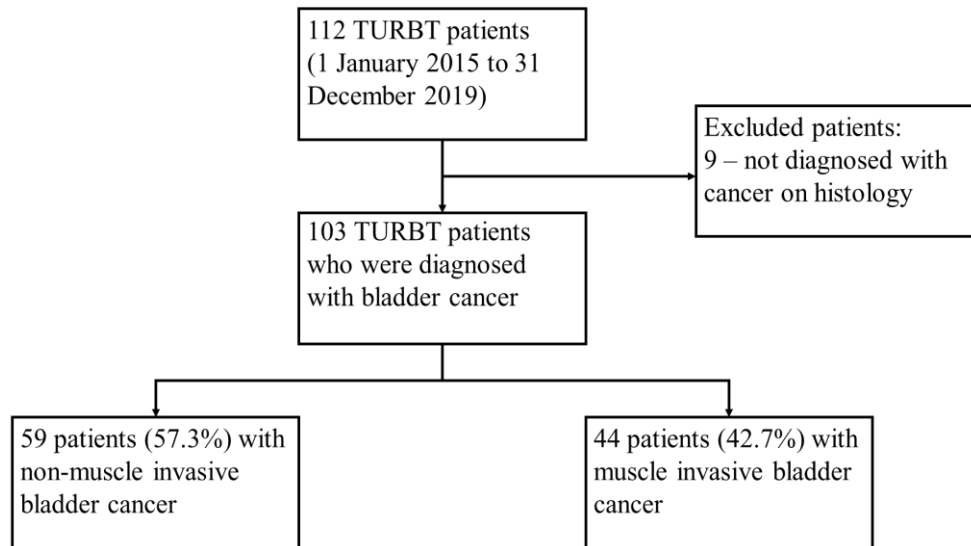 112 TURBT patients
(1 January 2015 to 31
December 2019)
Excluded patients:
9 – not diagnosed with
cancer on histology
103 TURBT patients
who were diagnosed
with bladder cancer
59 patients (57.3%) with
non-muscle invasive
bladder cancer
44 patients (42.7%) with
muscle invasive bladder
cancer